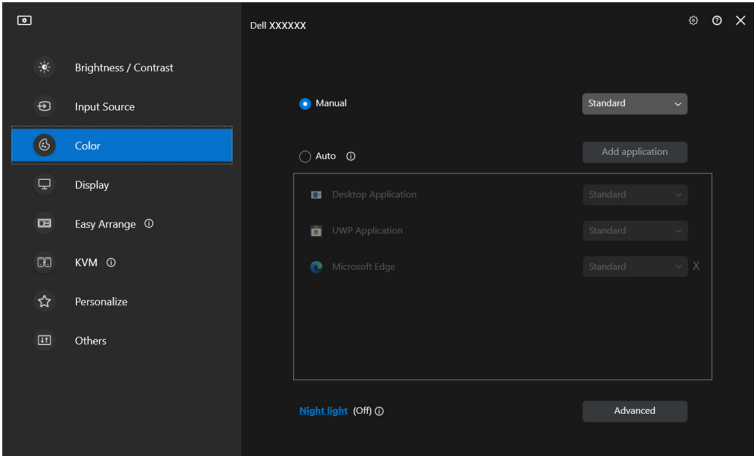 Dell XXXXXX
Brightness / Contrast
Input Source
Color
Display
Easy Arrange
KVM
Personalize
Others
Manual
Standard
Auto
Add application
Desktop Application
Standard
UWP Application
Standard
Microsoft Edge
Standard
X
Night light (Off)
Advanced